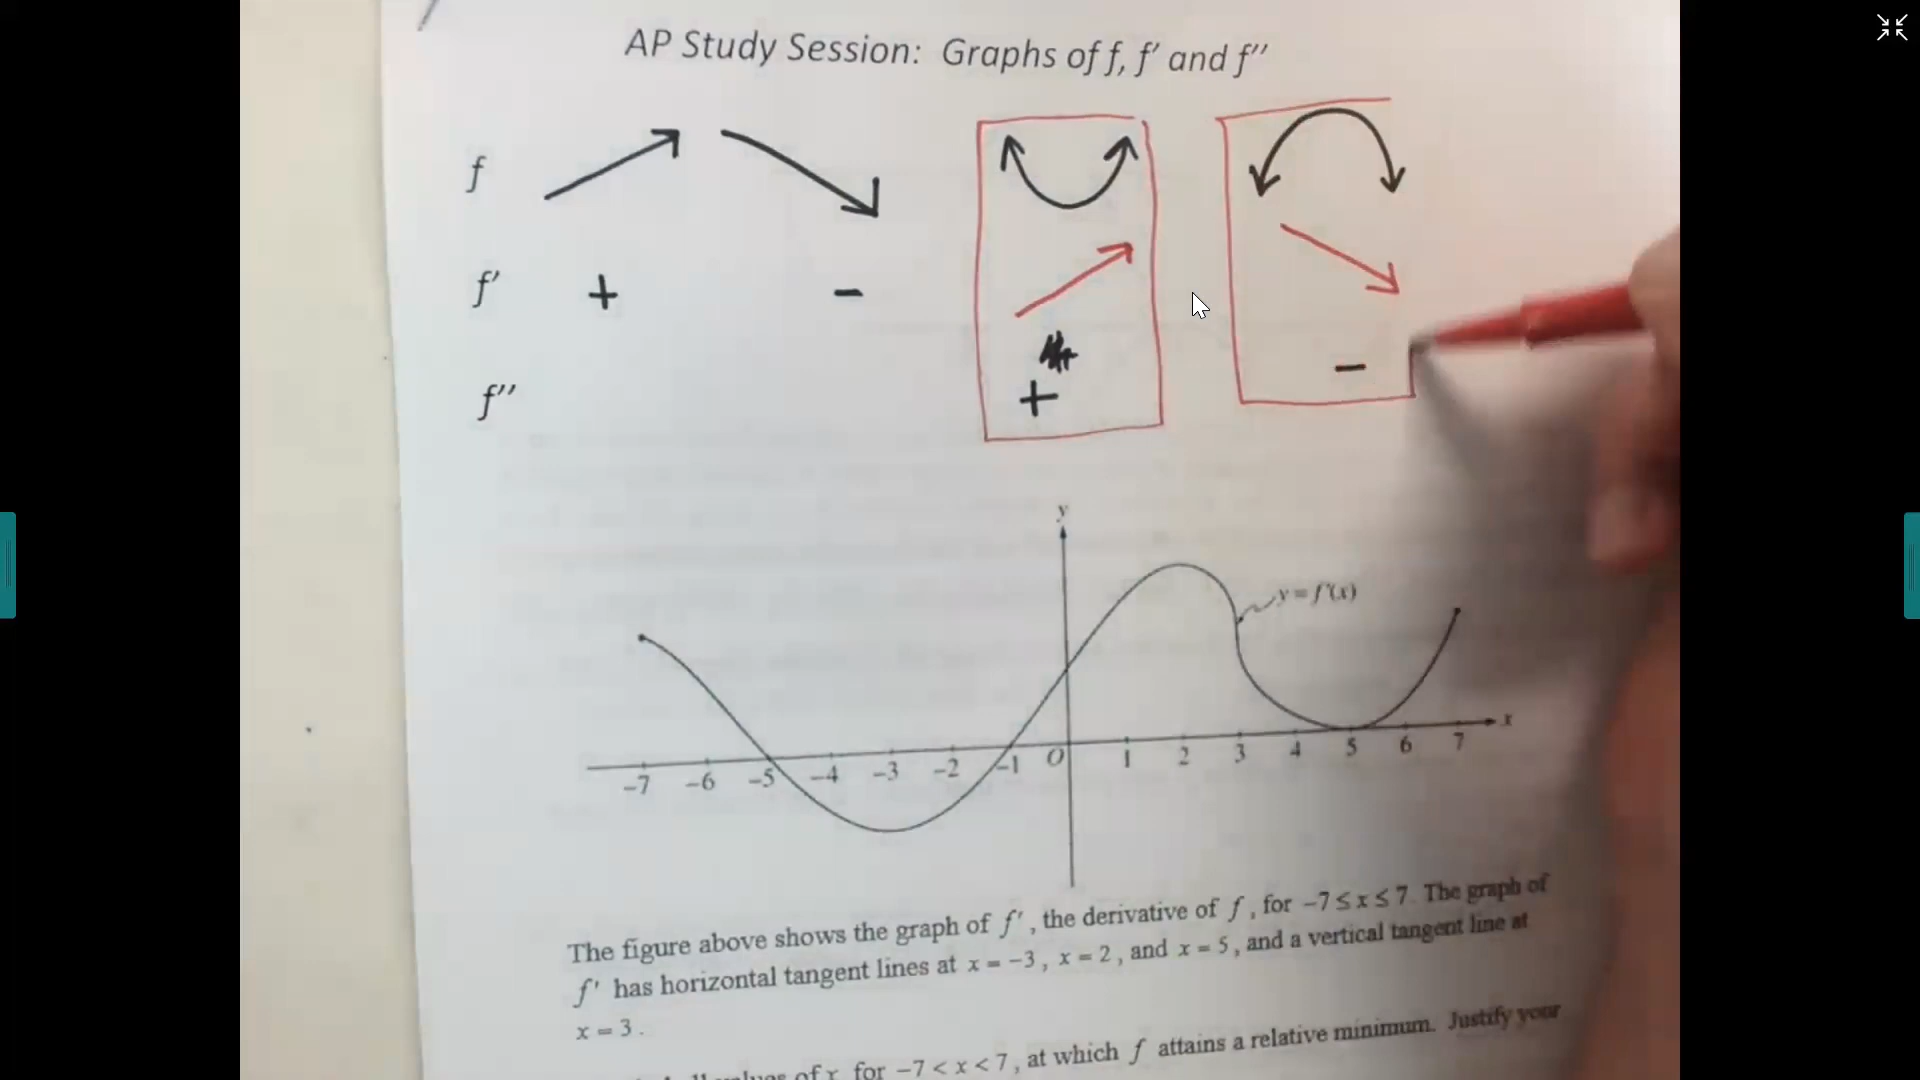 AP Study Session: Graphs of f, f′ and f″
f
f′ + −
f″ + −
y
y = f′(x)
x
−7 −6 −5 −4 −3 −2 −1 O 1 2 3 4 5 6 7
The figure above shows the graph of f′, the derivative of f, for −7 ≤ x ≤ 7. The graph of
f′ has horizontal tangent lines at x = −3, x = 2, and x = 5, and a vertical tangent line at
x = 3.
of x, for −7 < x < 7, at which f attains a relative minimum. Justify your